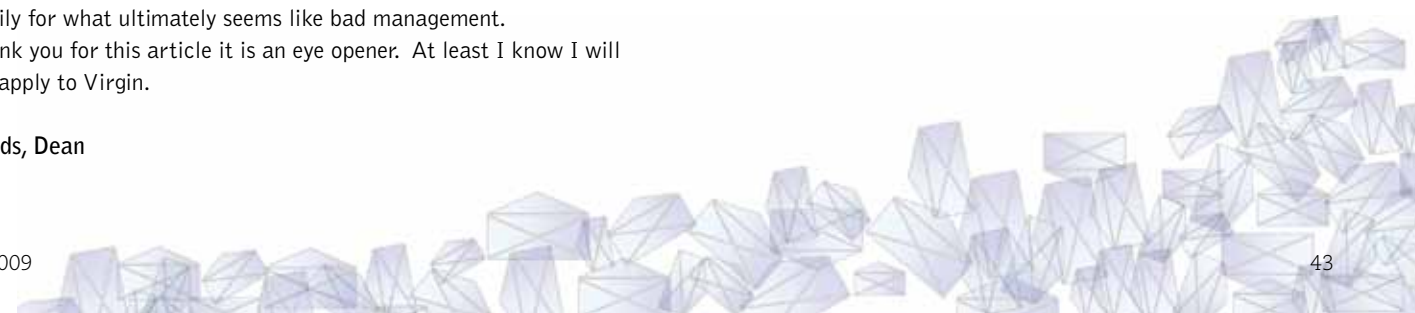 ily for what ultimately seems like bad management.
nk you for this article it is an eye opener. At least I know I will
apply to Virgin.
ds, Dean
009
43